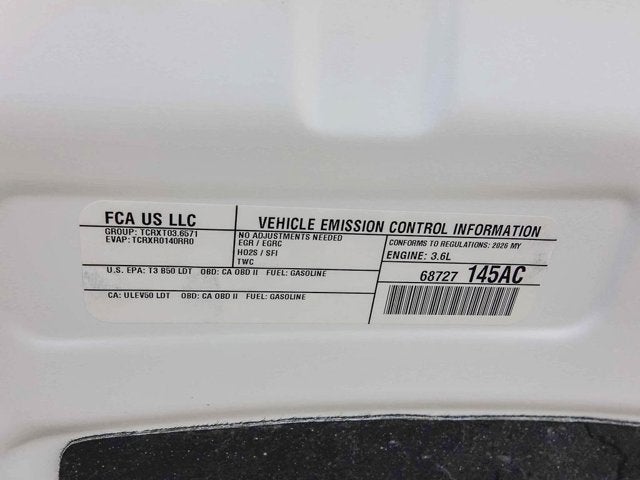 FCA US LLC
GROUP: TCRXT03.6571
EVAP: TCRXR0140RR0
VEHICLE EMISSION CONTROL INFORMATION
NO ADJUSTMENTS NEEDED
EGR / EGRC
HO2S / SFI
TWC
CONFORMS TO REGULATIONS: 2026 MY
ENGINE: 3.6L
U.S. EPA: T3 B50 LDT OBD: CA OBD II FUEL: GASOLINE
CA: ULEV50 LDT OBD: CA OBD II FUEL: GASOLINE
68727 145AC